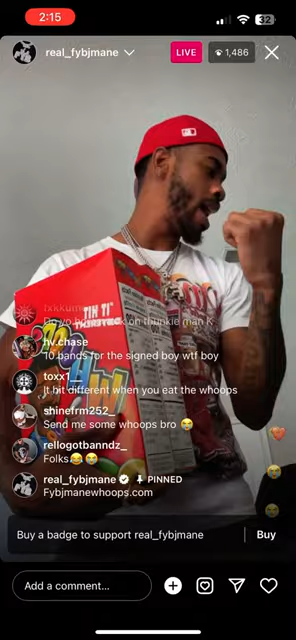 2:15
32
real_fybjmane
LIVE
1,486
hv.chase
10 bands for the signed boy wtf boy
toxx1
It hit different when you eat the whoops
shinefrm252_
Send me some whoops bro 😭
rellogotbanndz_
Folks😂😂
real_fybjmane PINNED
Fybjmanewhoops.com
Buy a badge to support real_fybjmane
Buy
Add a comment...